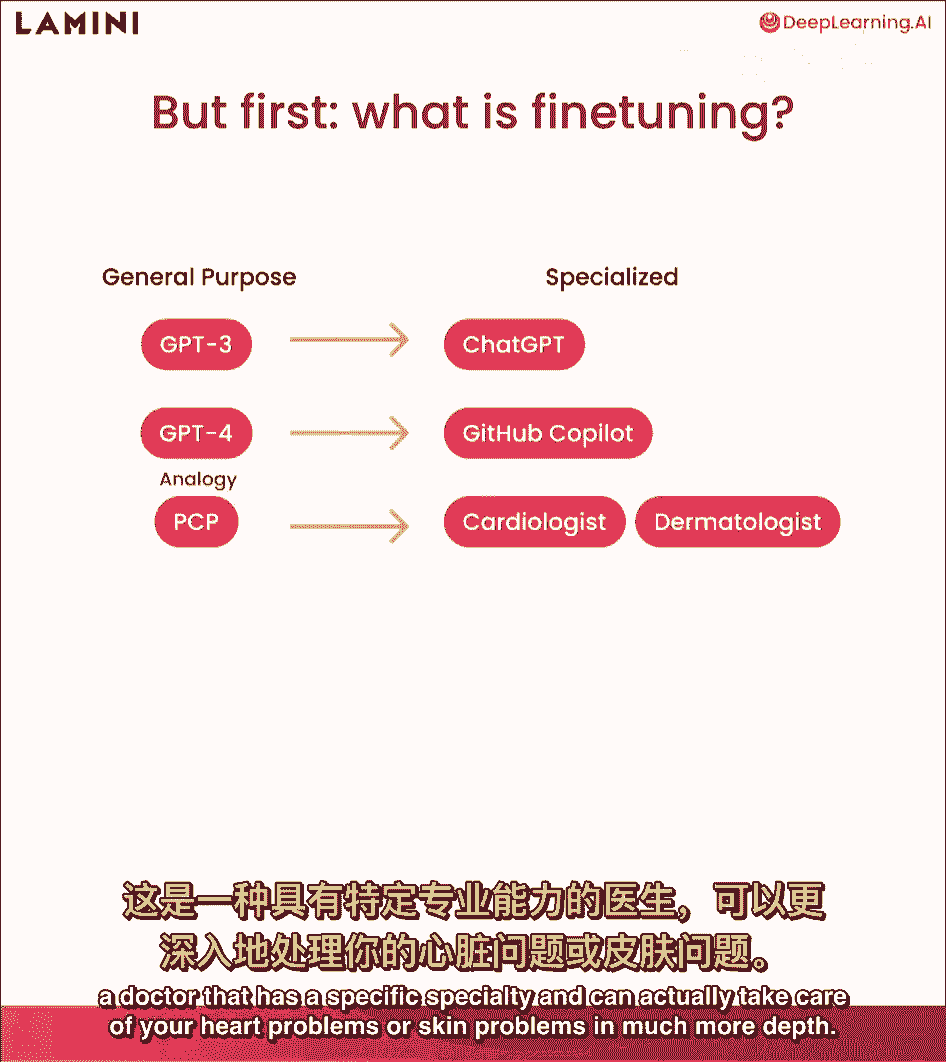 LAMINI
DeepLearning.AI
But first: what is finetuning?
General Purpose
Specialized
GPT-3
ChatGPT
GPT-4
GitHub Copilot
Analogy
PCP
Cardiologist
Dermatologist
这是一种具有特定专业能力的医生，可以更
深入地处理你的心脏问题或皮肤问题。
a doctor that has a specific specialty and can actually take care
of your heart problems or skin problems in much more depth.